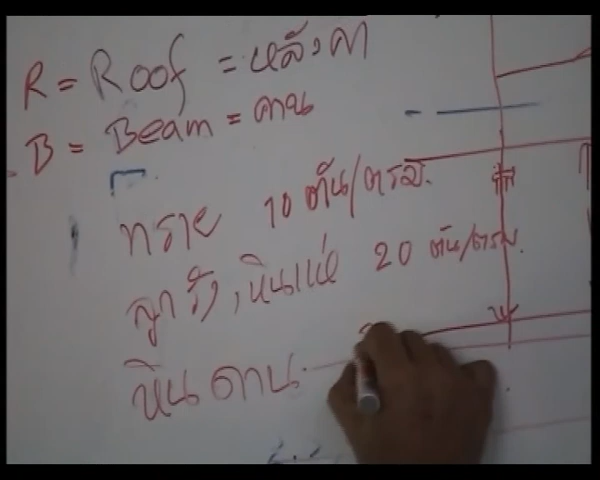 R = Roof = หลังคา
B = Beam = คาน
ทราย 10 ตัน/ตรม.
ลูกรัง, หินแห่ 20 ตัน/ตรม.
หินดาน